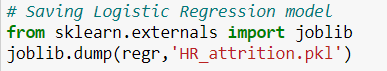 # Saving Logistic Regression model
from sklearn.externals import joblib
joblib.dump(regr,'HR_attrition.pkl')